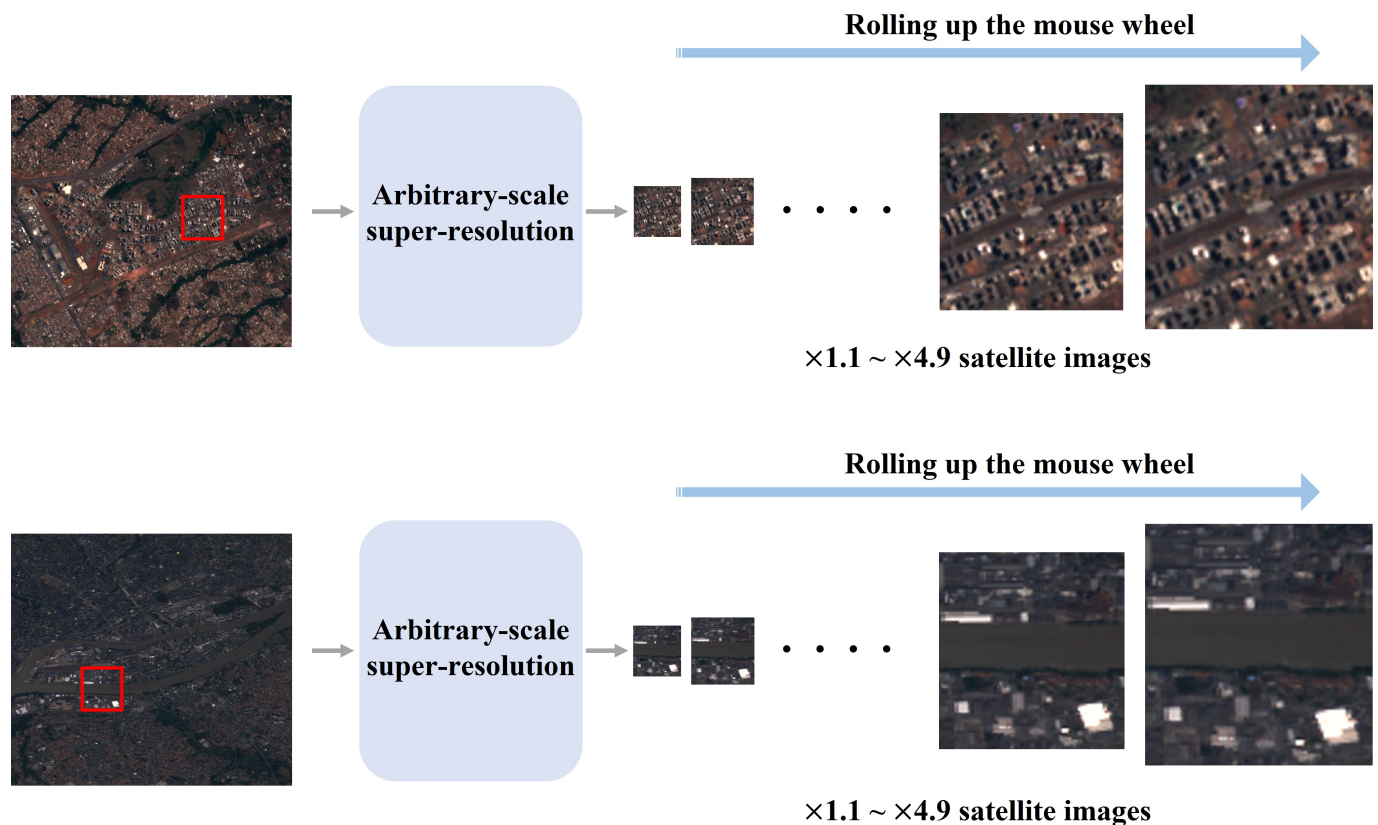 Rolling up the mouse wheel
Arbitrary-scale
super-resolution
×1.1 ~ ×4.9 satellite images
Rolling up the mouse wheel
Arbitrary-scale
super-resolution
×1.1 ~ ×4.9 satellite images